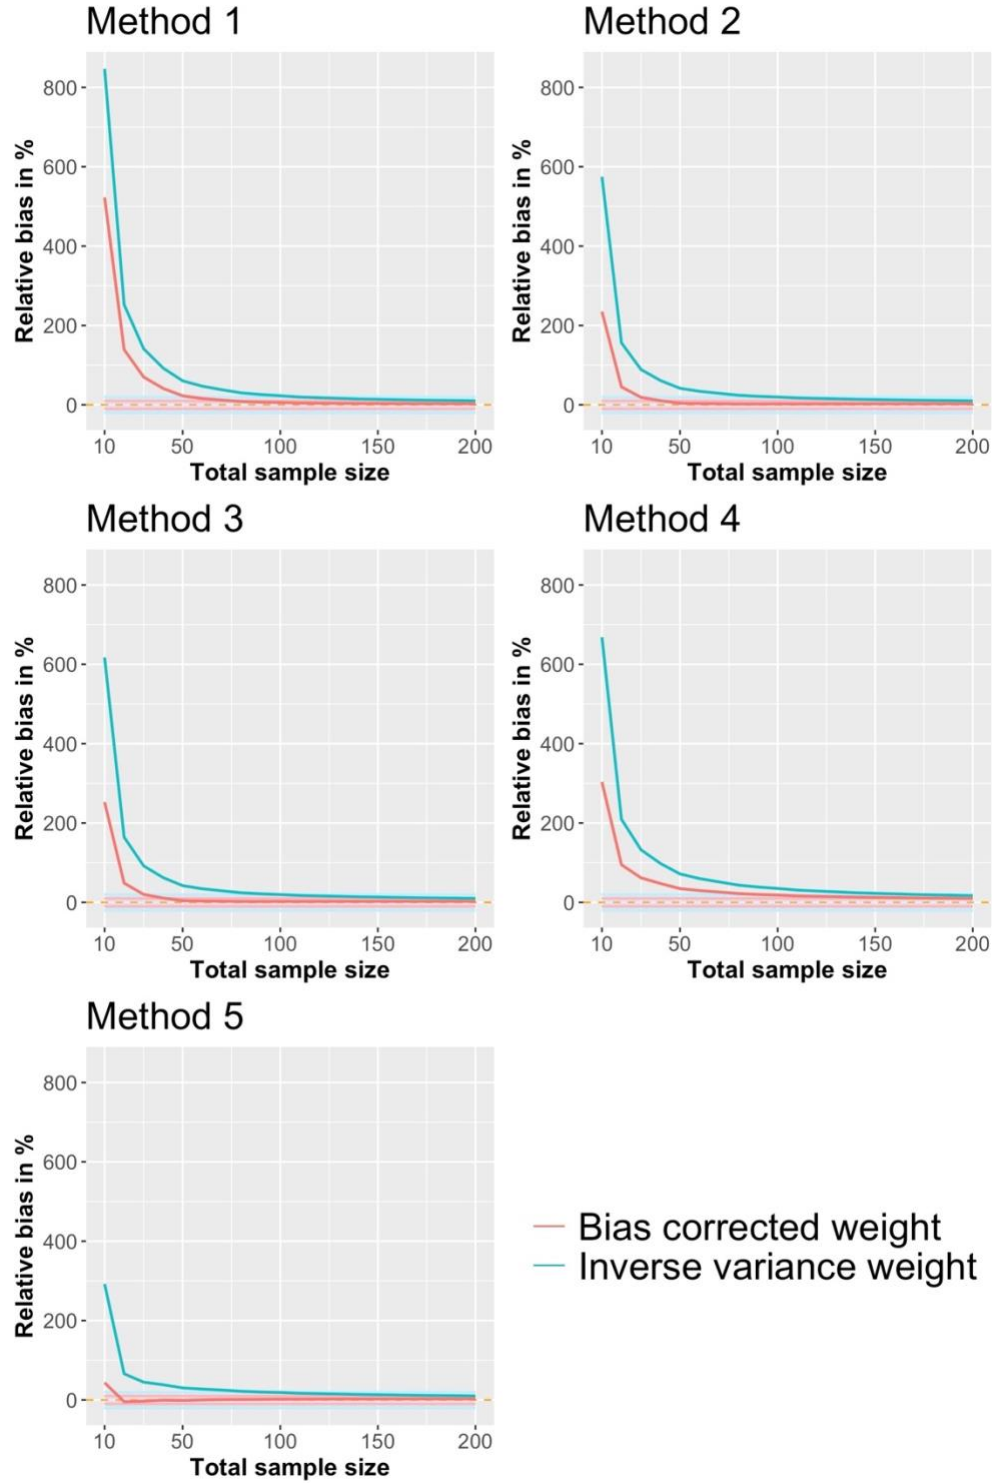 Method 1
Relative bias in %
800
600
400
200
0
10 50 100 150 200
Total sample size
Method 2
Relative bias in %
800
600
400
200
0
10 50 100 150 200
Total sample size
Method 3
Relative bias in %
800
600
400
200
0
10 50 100 150 200
Total sample size
Method 4
Relative bias in %
800
600
400
200
0
10 50 100 150 200
Total sample size
Method 5
Relative bias in %
800
600
400
200
0
10 50 100 150 200
Total sample size
Bias corrected weight
Inverse variance weight